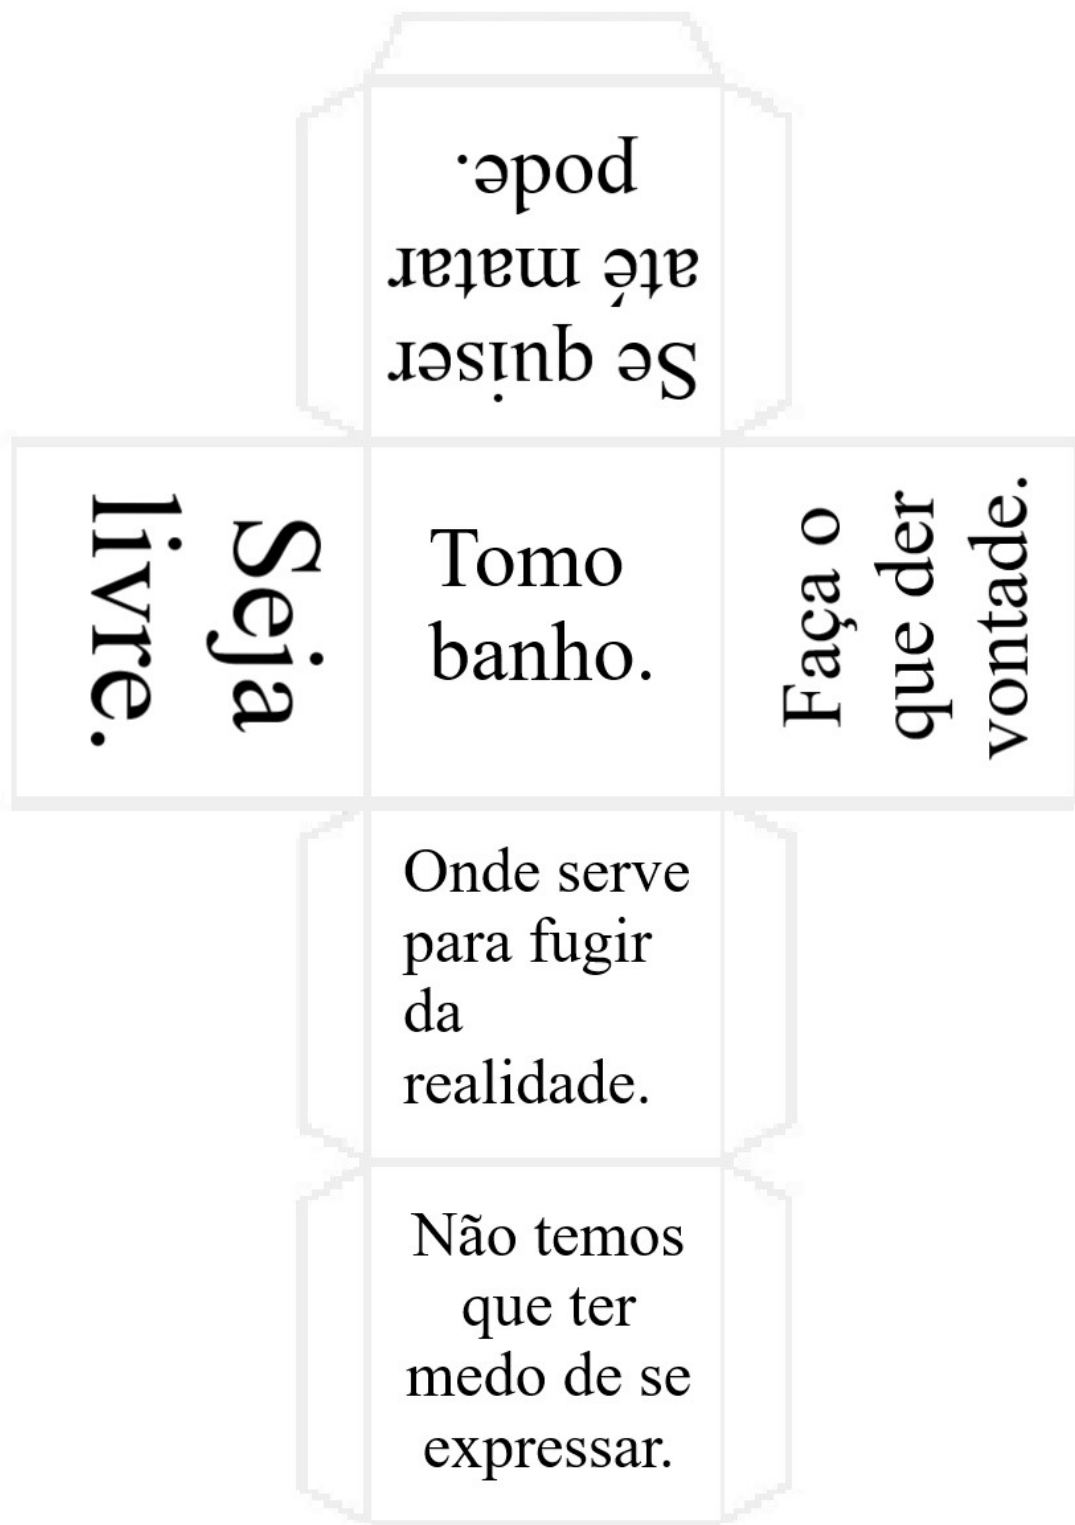 Se quiser
até matar
pode.
Seja
livre.
Tomo
banho.
Faça o
que der
vontade.
Onde serve
para fugir
da
realidade.
Não temos
que ter
medo de se
expressar.